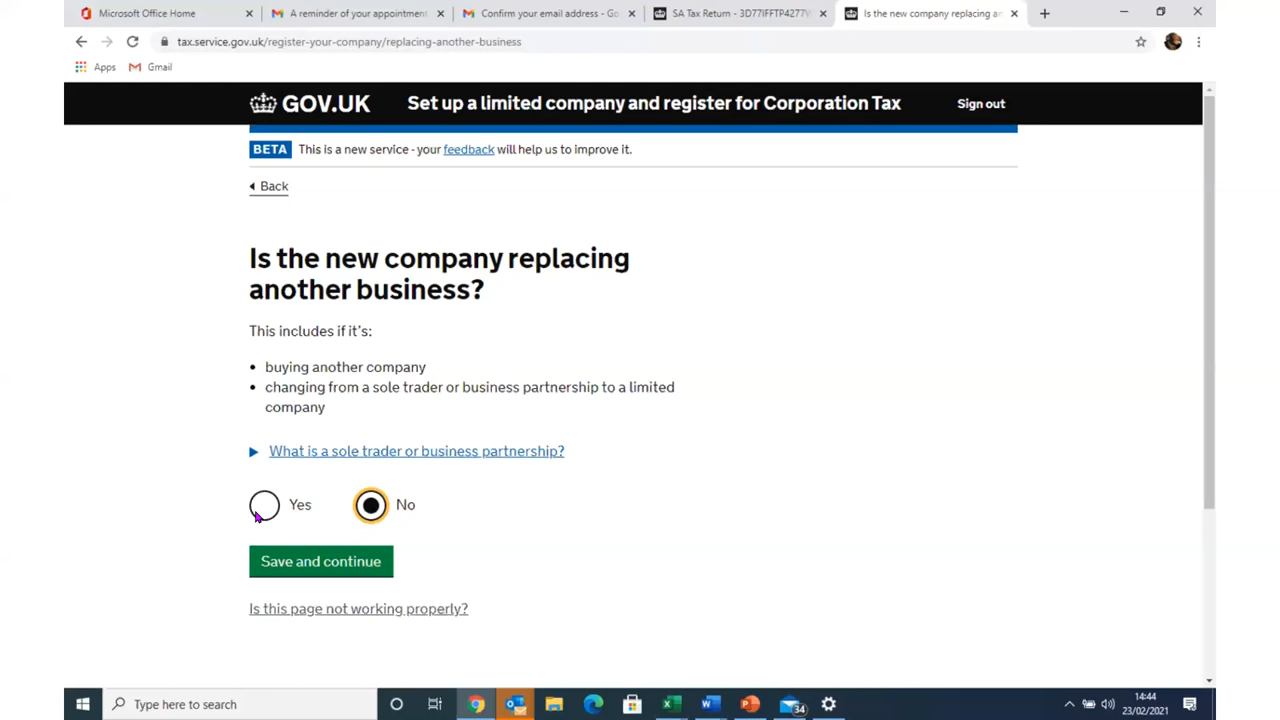 Microsoft Office Home
A reminder of your appointment
Confirm your email address - Go
SA Tax Return - 3D77IFFTP4277
Is the new company replacing an
tax.service.gov.uk/register-your-company/replacing-another-business
Apps
Gmail
GOV.UK
Set up a limited company and register for Corporation Tax
Sign out
BETA
This is a new service - your feedback will help us to improve it.
Back
Is the new company replacing
another business?
This includes if it's:
• buying another company
• changing from a sole trader or business partnership to a limited
company
What is a sole trader or business partnership?
Yes
No
Save and continue
Is this page not working properly?
Type here to search
34
14:44
23/02/2021